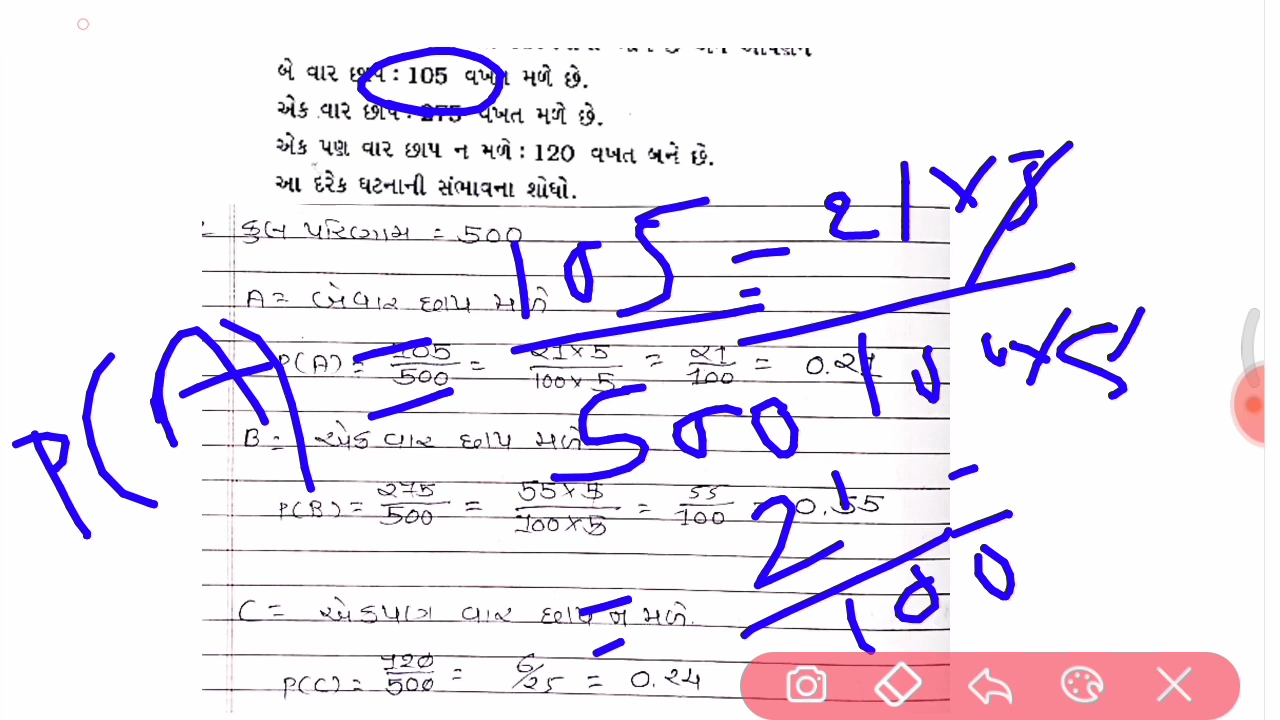 બે વાર છાપ : 105 વખત મળે છે.
એક વાર છાપ : 275 વખત મળે છે.
એક પણ વાર છાપ ન મળે : 120 વખત બને છે.
આ દરેક ઘટનાની સંભાવના શોધો.
કુલ પરિણામ = 500
A = બેવાર છાપ મળે
P(A) = 105/500 = 21×5/100×5 = 21/100 = 0.21
B = એક વાર છાપ મળે
P(B) = 275/500 = 55×5/100×5 = 55/100 = 0.55
C = એકપણ વાર છાપ ન મળે.
P(C) = 120/500 = 6/25 = 0.24
P(A) = 105/500 = 21×5/100×5
= 21/100 =